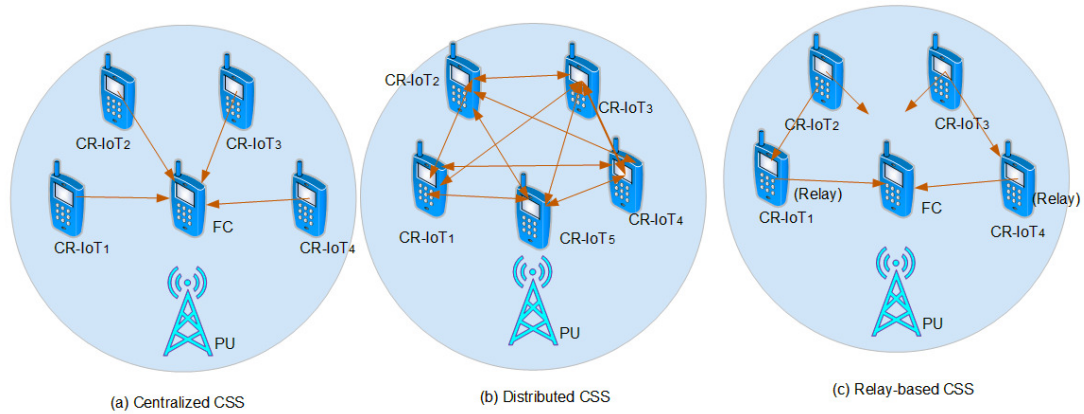 CR-IoT2
CR-IoT3
CR-IoT1
FC
CR-IoT4
PU
(a) Centralized CSS
CR-IoT2
CR-IoT3
CR-IoT4
CR-IoT1
CR-IoT5
PU
(b) Distributed CSS
CR-IoT2
CR-IoT3
(Relay)
(Relay)
CR-IoT1
FC
CR-IoT4
PU
(c) Relay-based CSS